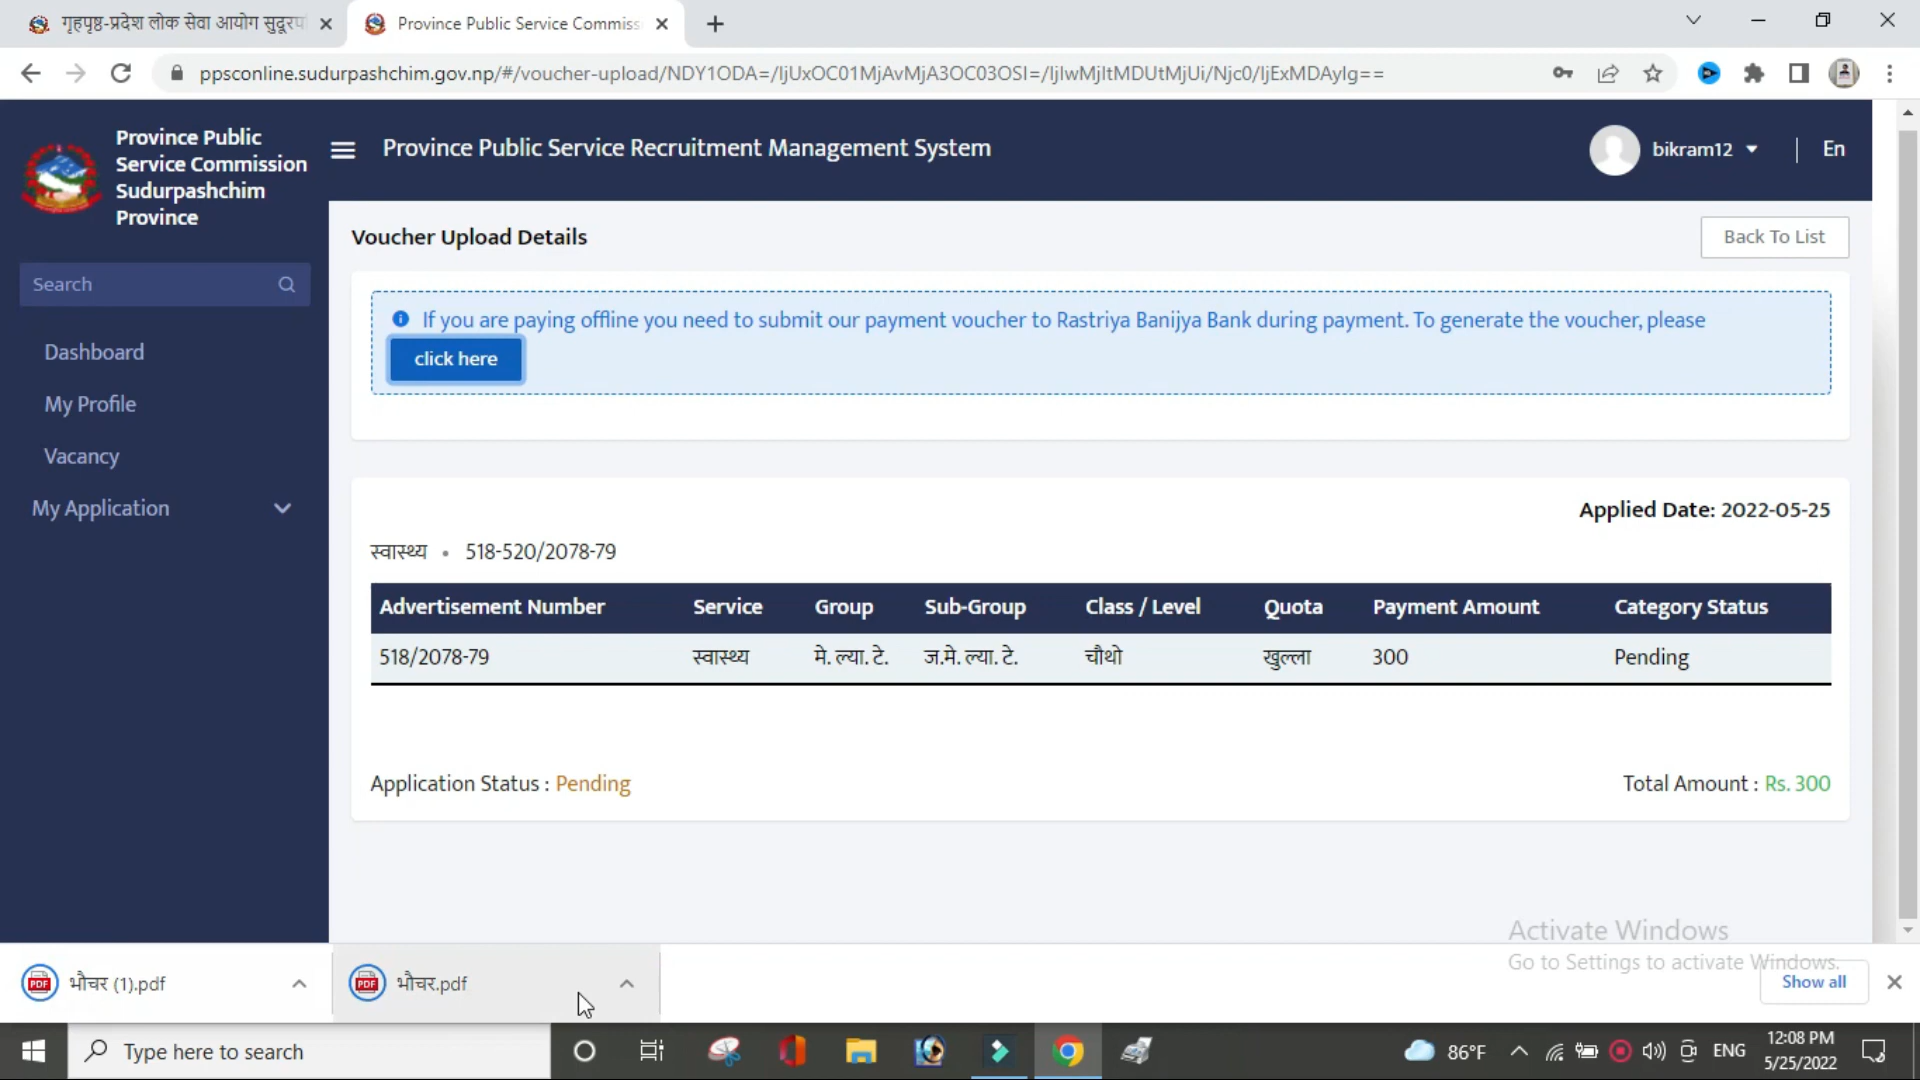 गृहपृष्ठ-प्रदेश लोक सेवा आयोग सुदूरप
Province Public Service Commiss
ppsconline.sudurpashchim.gov.np/#/voucher-upload/NDY1ODA=/IjUxOC01MjAvMjA3OC03OSI=/IjIwMjItMDUtMjUi/Njc0/IjExMDAyIg==
Province Public
Service Commission
Sudurpashchim
Province
Province Public Service Recruitment Management System
bikram12
En
Search
Dashboard
My Profile
Vacancy
My Application
Voucher Upload Details
Back To List
If you are paying offline you need to submit our payment voucher to Rastriya Banijya Bank during payment. To generate the voucher, please
click here
Applied Date: 2022-05-25
स्वास्थ्य • 518-520/2078-79
Advertisement Number Service Group Sub-Group Class / Level Quota Payment Amount Category Status
518/2078-79 स्वास्थ्य मे. ल्या. टे. ज.मे. ल्या. टे. चौथो खुल्ला 300 Pending
Application Status : Pending
Total Amount : Rs. 300
Activate Windows
Go to Settings to activate Windows.
PDF भौचर (1).pdf
PDF भौचर.pdf
Show all
Type here to search
86°F
ENG
12:08 PM
5/25/2022